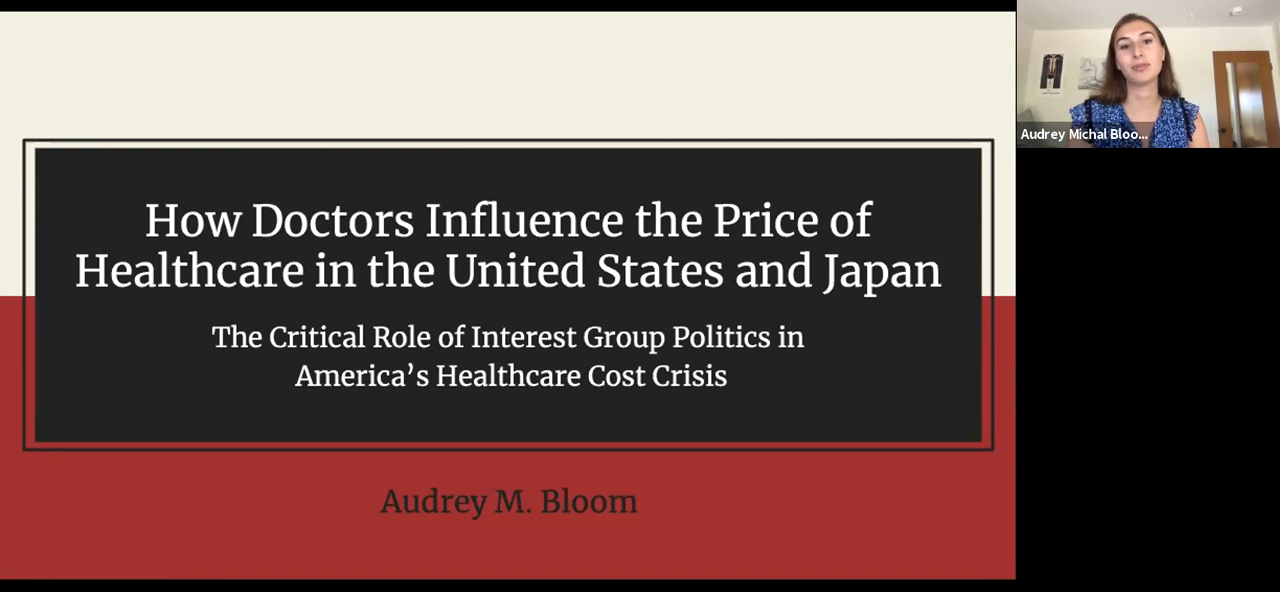 How Doctors Influence the Price of
Healthcare in the United States and Japan
The Critical Role of Interest Group Politics in
America’s Healthcare Cost Crisis
Audrey M. Bloom
Audrey Michal Bloo...